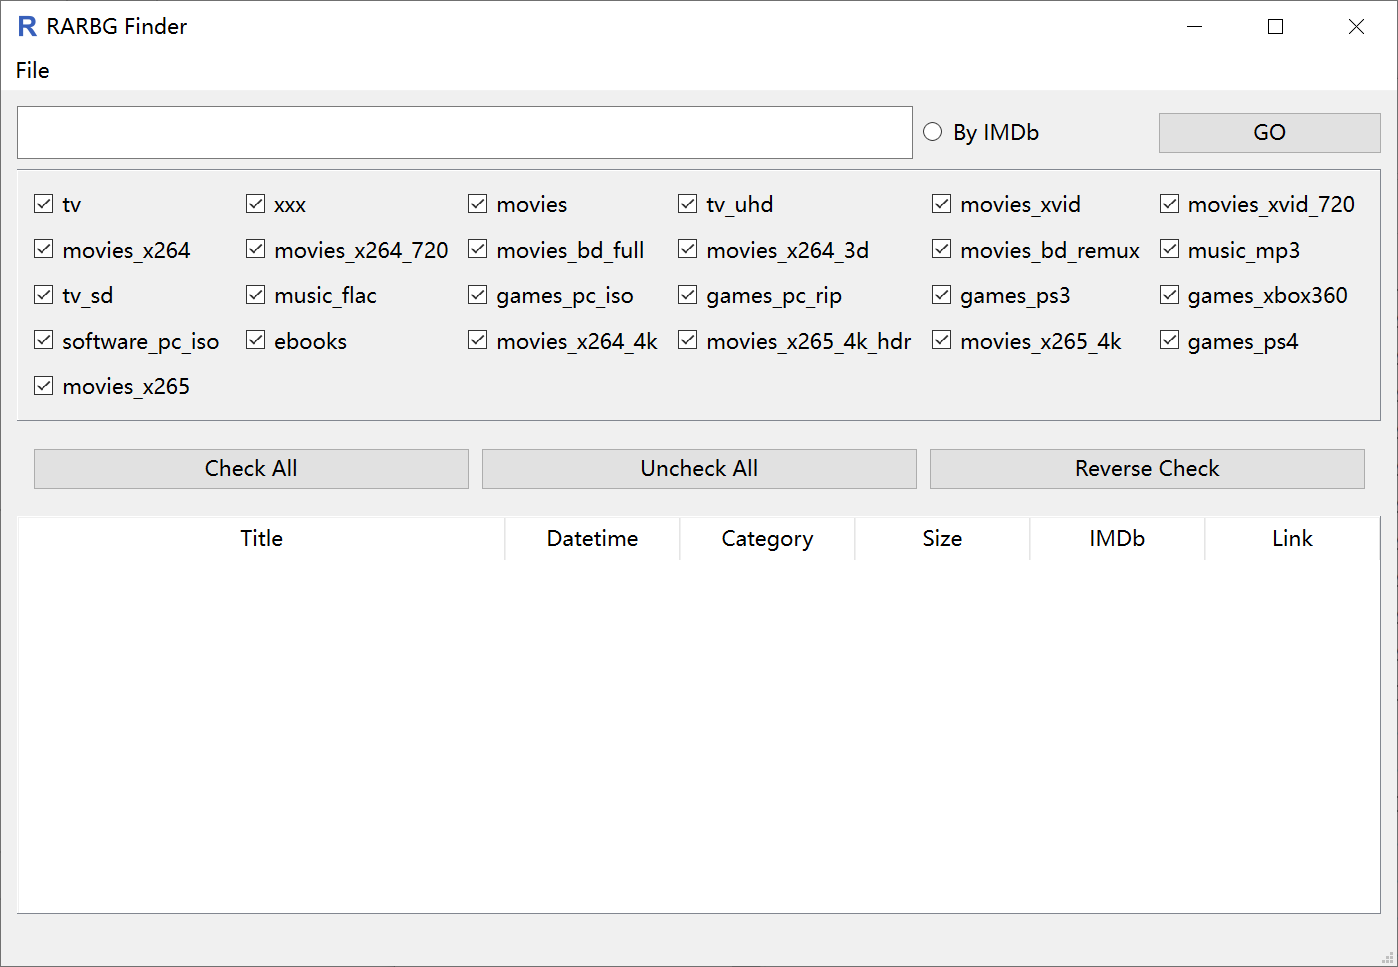 R RARBG Finder
File
By IMDb GO
tv xxx movies tv_uhd movies_xvid movies_xvid_720
movies_x264 movies_x264_720 movies_bd_full movies_x264_3d movies_bd_remux music_mp3
tv_sd music_flac games_pc_iso games_pc_rip games_ps3 games_xbox360
software_pc_iso ebooks movies_x264_4k movies_x265_4k_hdr movies_x265_4k games_ps4
movies_x265
Check All Uncheck All Reverse Check
Title Datetime Category Size IMDb Link